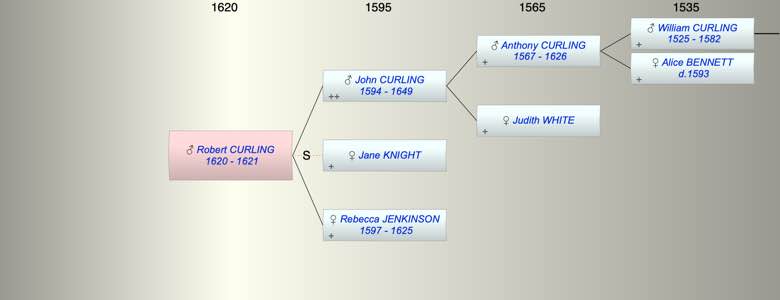 1620 1595 1565 1535
♂ William CURLING
1525 - 1582
+
♂ Anthony CURLING
1567 - 1626
+
♀ Alice BENNETT
d.1593
+
♂ John CURLING
1594 - 1649
++
♀ Judith WHITE
+
♂ Robert CURLING
1620 - 1621
S
♀ Jane KNIGHT
+
♀ Rebecca JENKINSON
1597 - 1625
+